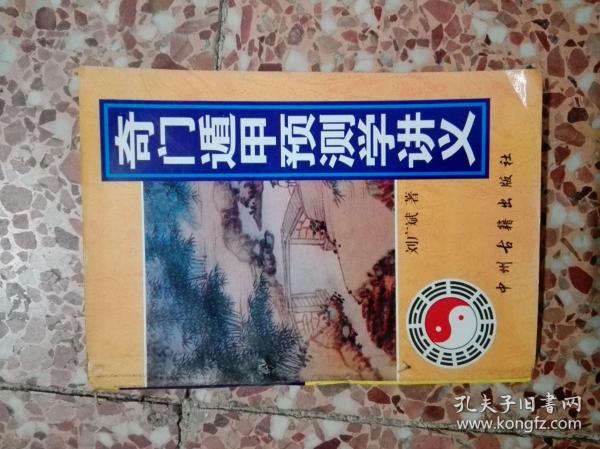 奇门遁甲预测学讲义
刘广斌 著
中州古籍出版社
孔夫子旧书网
www.kongfz.com